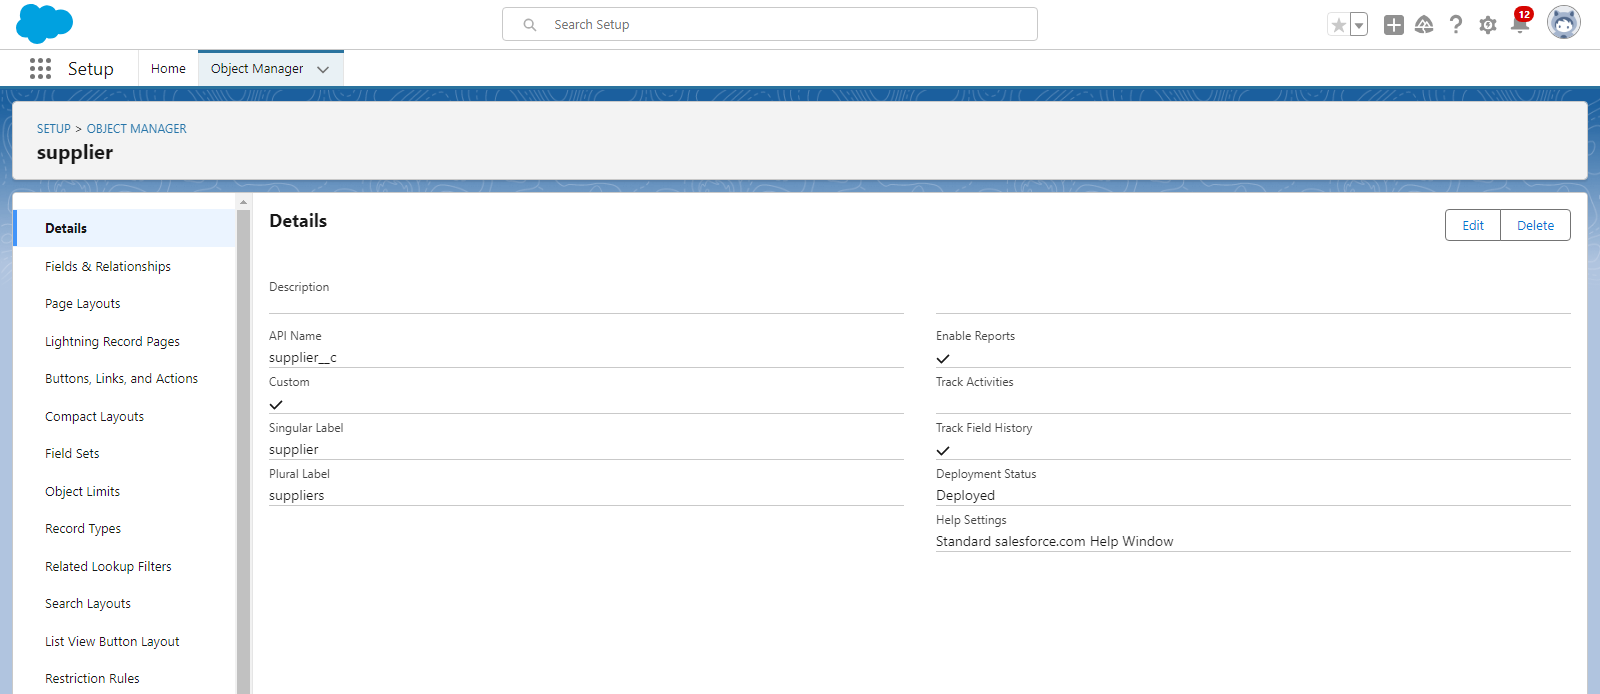 Search Setup
12
Setup
Home
Object Manager
SETUP > OBJECT MANAGER
supplier
Details
Fields & Relationships
Page Layouts
Lightning Record Pages
Buttons, Links, and Actions
Compact Layouts
Field Sets
Object Limits
Record Types
Related Lookup Filters
Search Layouts
List View Button Layout
Restriction Rules
Details
Edit
Delete
Description
API Name
supplier__c
Custom
Singular Label
supplier
Plural Label
suppliers
Enable Reports
Track Activities
Track Field History
Deployment Status
Deployed
Help Settings
Standard salesforce.com Help Window